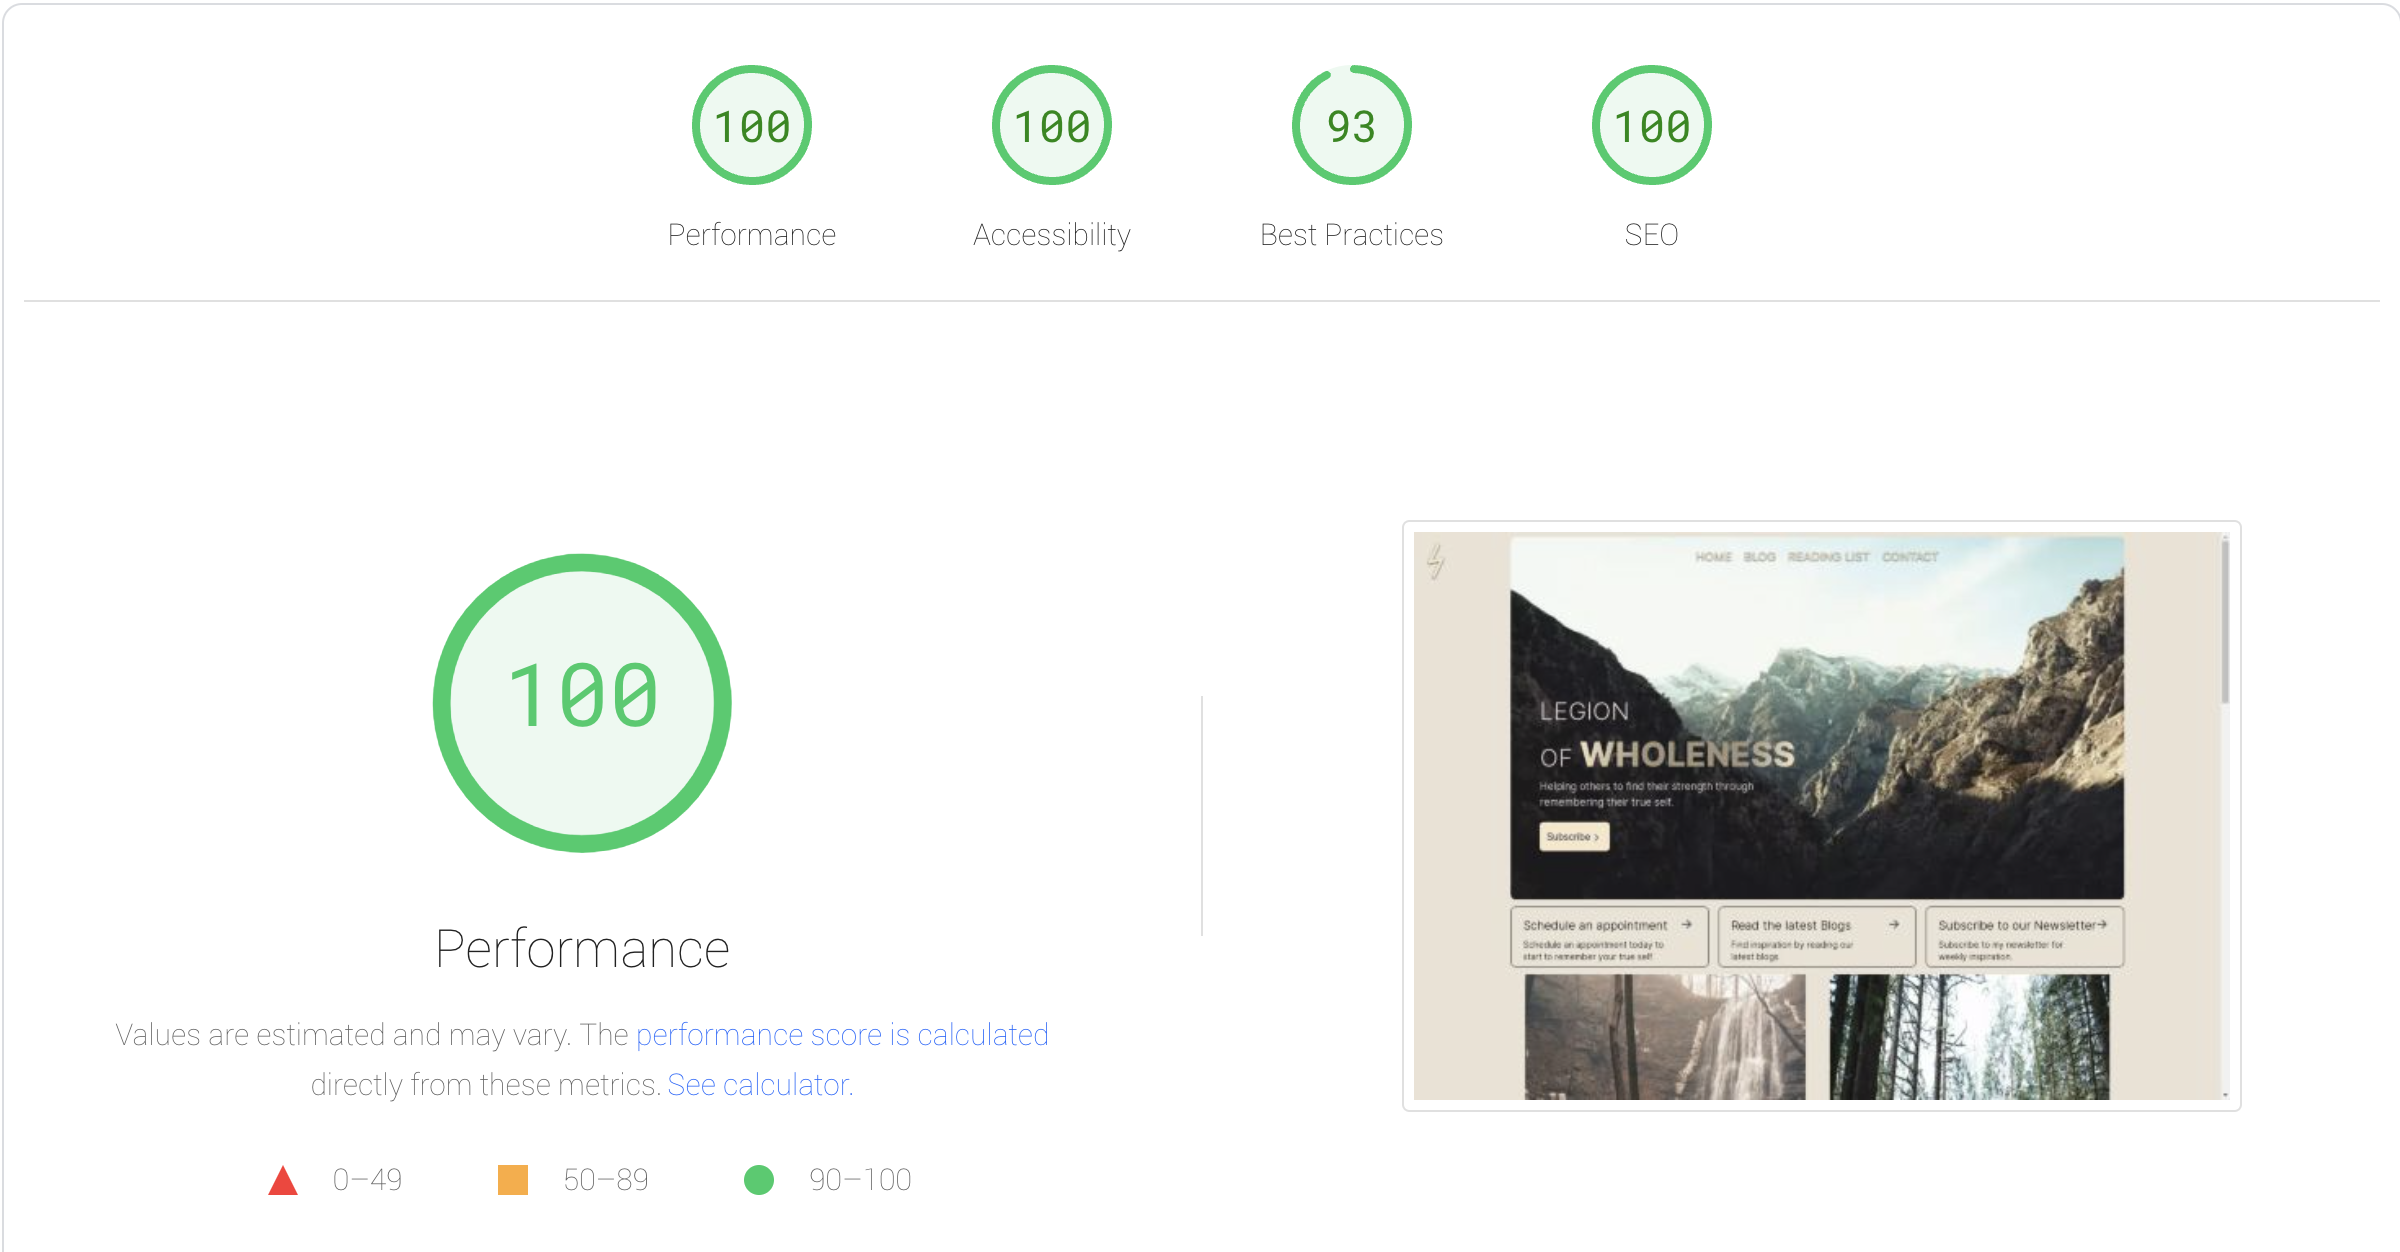 100
100
93
100
Performance
Accessibility
Best Practices
SEO
100
Performance
Values are estimated and may vary. The performance score is calculated
directly from these metrics. See calculator.
0–49
50–89
90–100
HOME BLOG READING LIST CONTACT
LEGION
OF WHOLENESS
Helping others to find their strength through
remembering their true self.
Subscribe >
Schedule an appointment →
Schedule an appointment today to
start to remember your true self!
Read the latest Blogs →
Find inspiration by reading our
latest blogs.
Subscribe to our Newsletter→
Subscribe to my newsletter for
weekly inspiration.